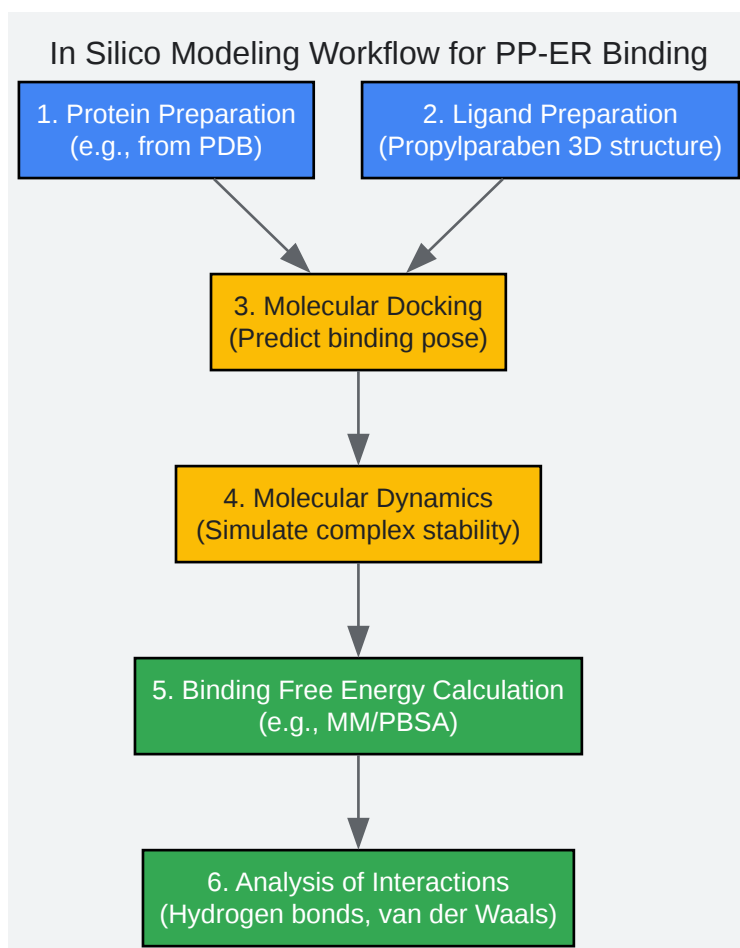 In Silico Modeling Workflow for PP-ER Binding
1. Protein Preparation
(e.g., from PDB)
2. Ligand Preparation
(Propylparaben 3D structure)
3. Molecular Docking
(Predict binding pose)
4. Molecular Dynamics
(Simulate complex stability)
5. Binding Free Energy Calculation
(e.g., MM/PBSA)
6. Analysis of Interactions
(Hydrogen bonds, van der Waals)